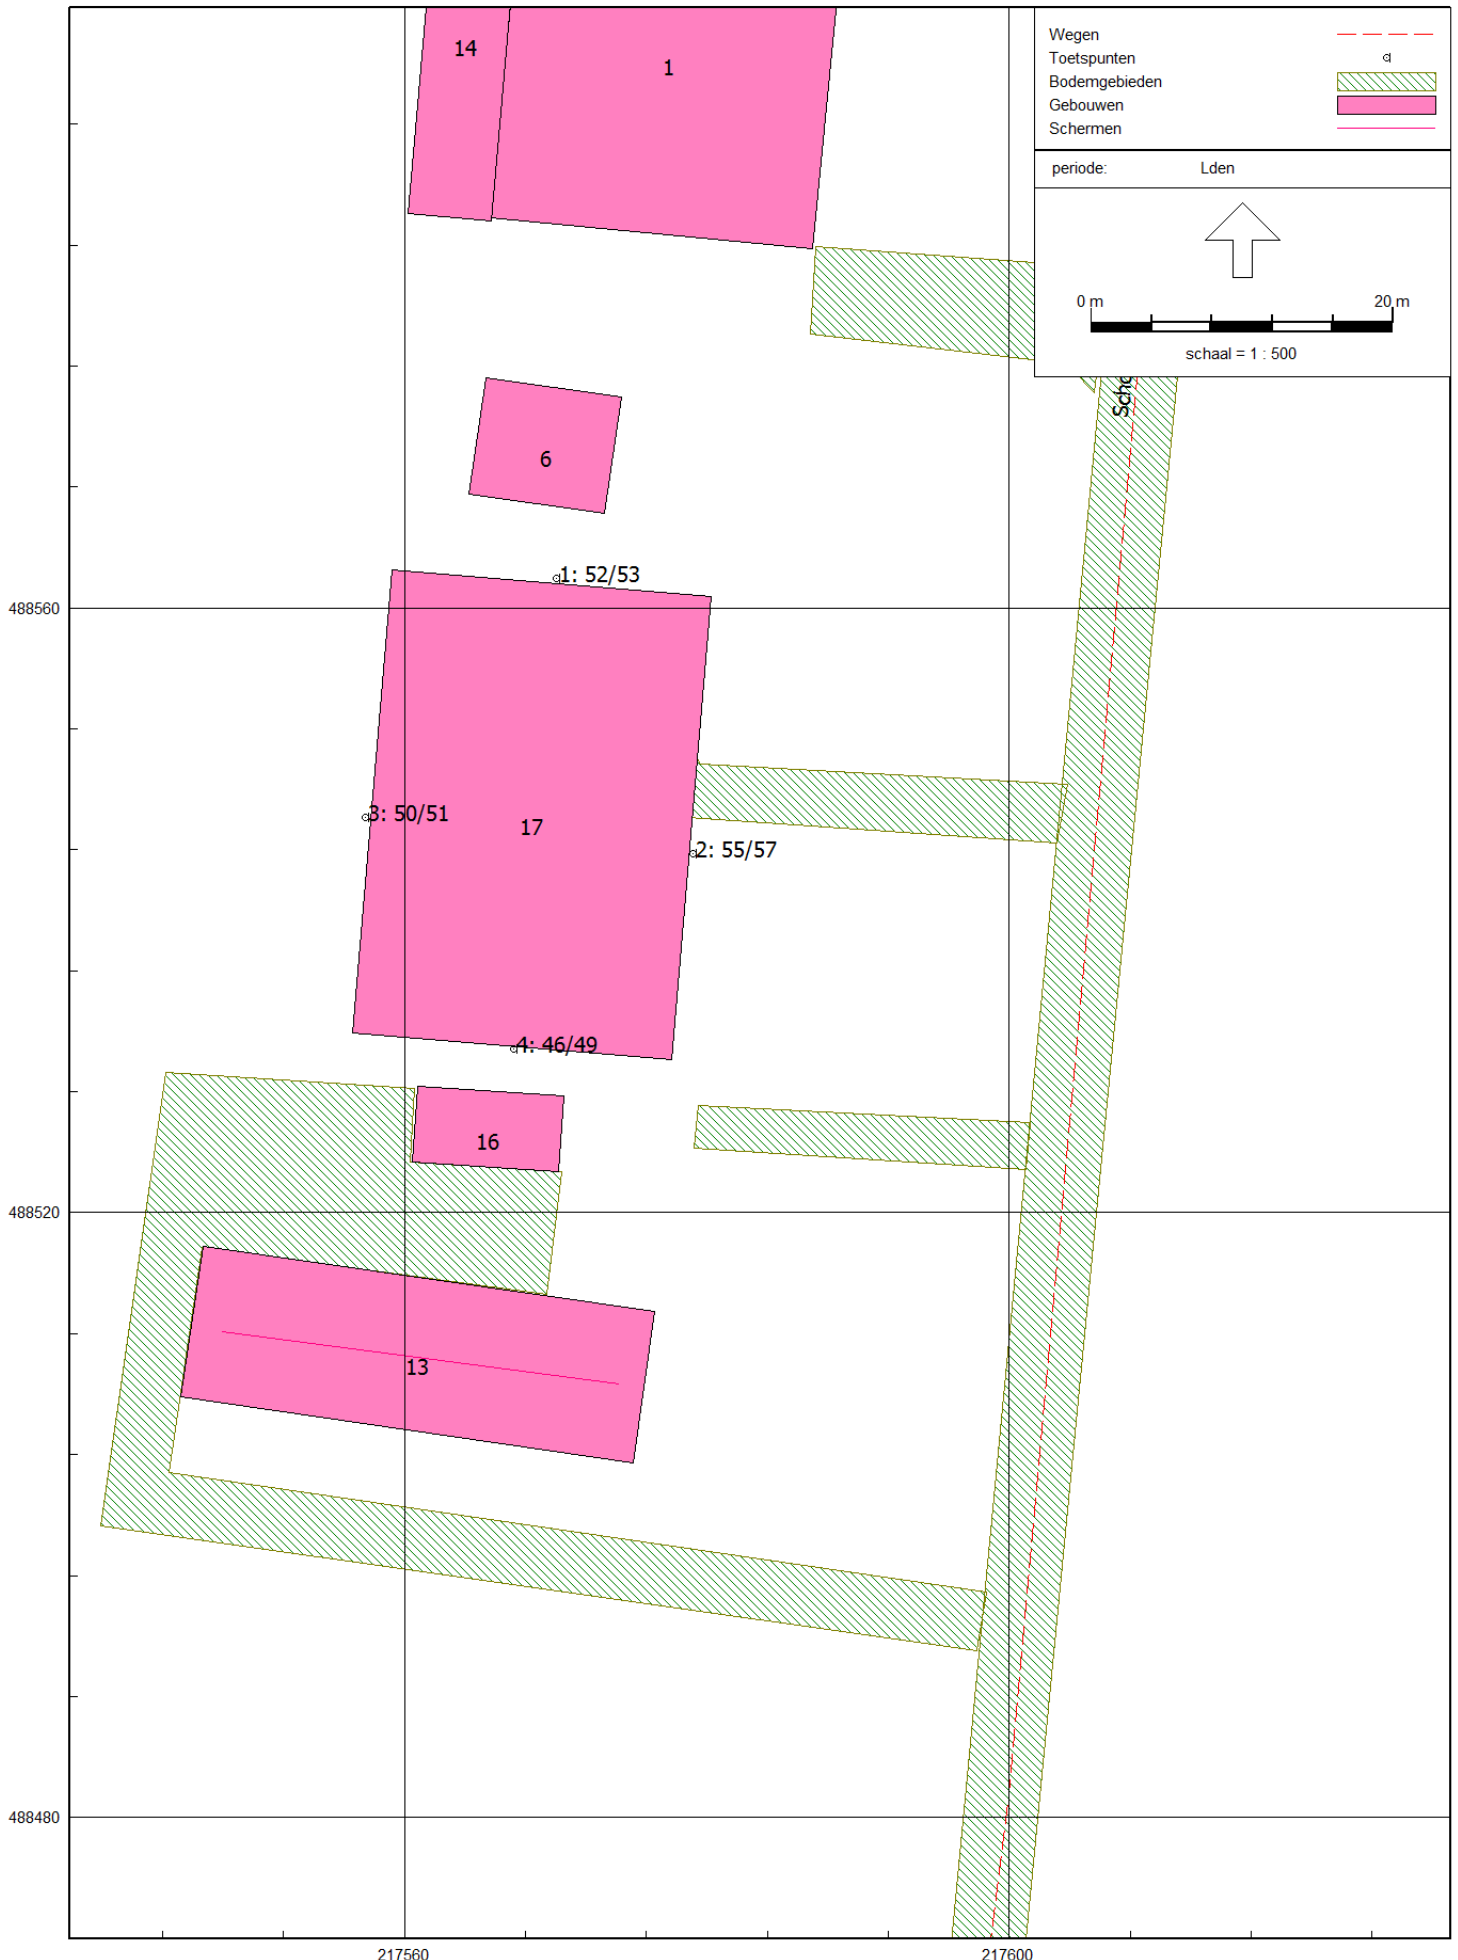 Wegen
Toetspunten
Bodemgebieden
Gebouwen
Schermen
periode: Lden
0 m 20 m
schaal = 1 : 500
14
1
6
1: 52/53
488560
3: 50/51
17
2: 55/57
4: 46/49
16
488520
13
488480
217560 217600